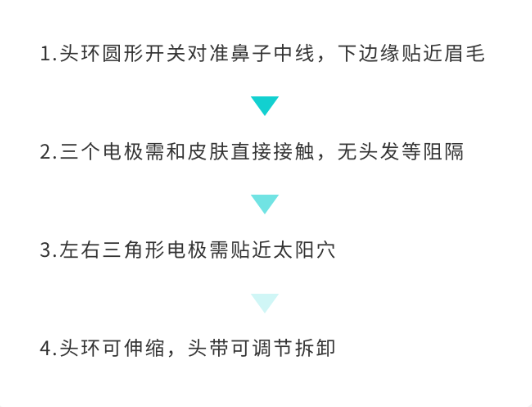 1.头环圆形开关对准鼻子中线，下边缘贴近眉毛
2.三个电极需和皮肤直接接触，无头发等阻隔
3.左右三角形电极需贴近太阳穴
4.头环可伸缩，头带可调节拆卸